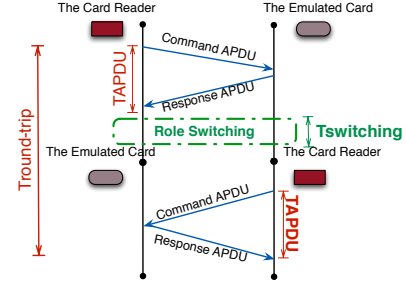 The Card Reader
The Emulated Card
Command APDU
TAPDU
Response APDU
Role Switching
Tswitching
Tround-trip
The Emulated Card
The Card Reader
Command APDU
TAPDU
Response APDU